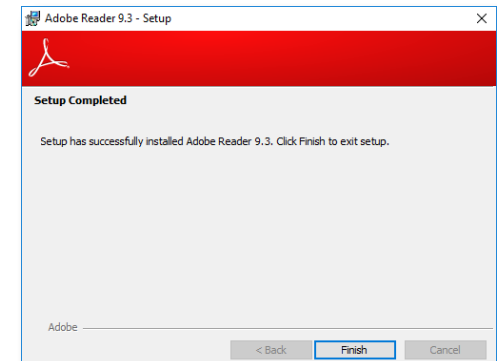 Adobe Reader 9.3 - Setup
Setup Completed
Setup has successfully installed Adobe Reader 9.3. Click Finish to exit setup.
Adobe
< Back Finish Cancel